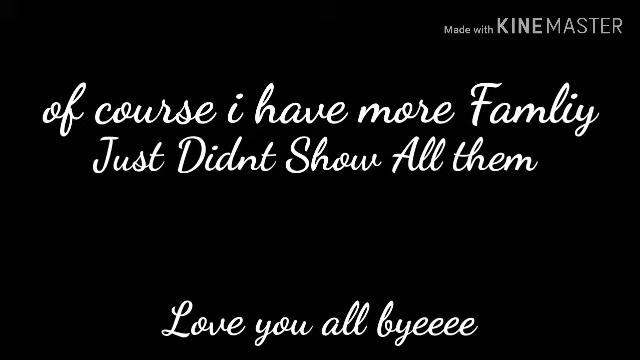 Made with KINEMASTER
of course i have more Famliy
Just Didnt Show All them
Love you all byeeee